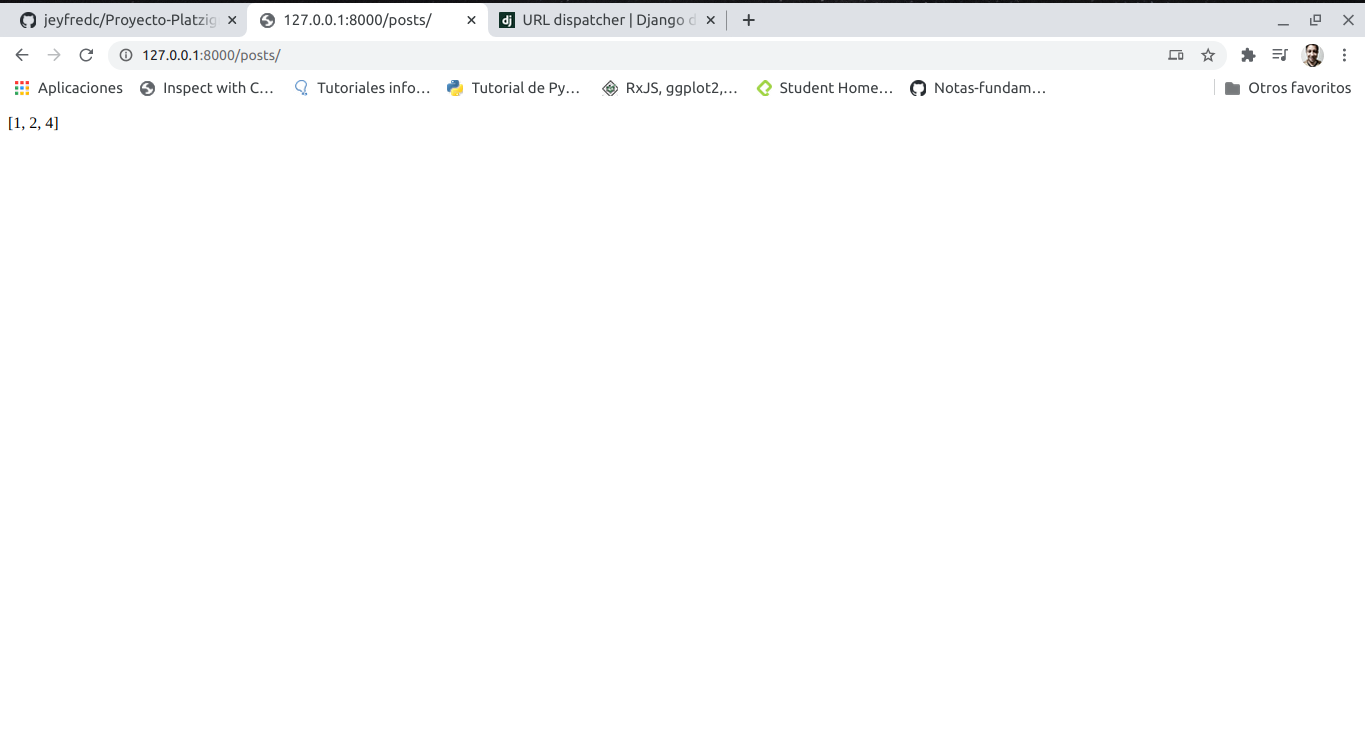 jeyfredc/Proyecto-Platzig
127.0.0.1:8000/posts/
URL dispatcher | Django d
127.0.0.1:8000/posts/
Aplicaciones
Inspect with C...
Tutoriales info...
Tutorial de Py...
RxJS, ggplot2,...
Student Home...
Notas-fundam...
Otros favoritos
[1, 2, 4]